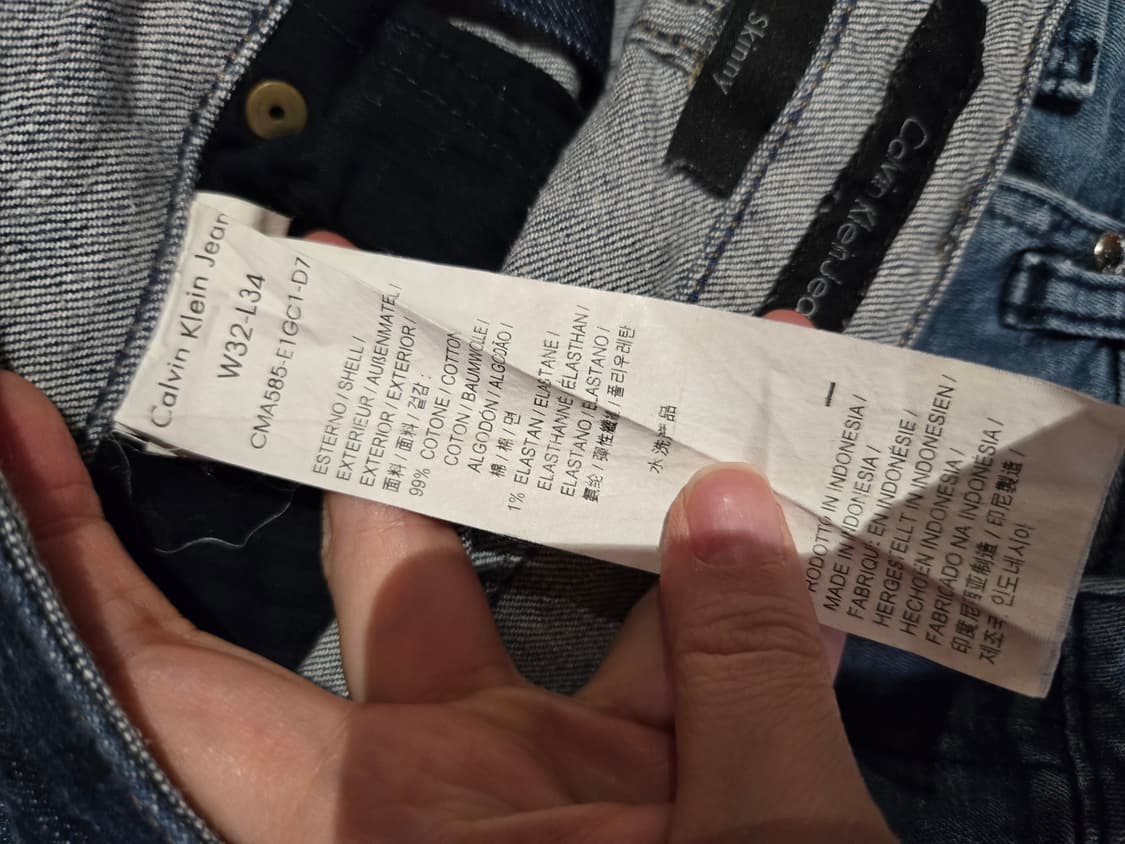 Skinny
Calvin Klein Jea
Calvin Klein Jean
W32-L34
CMA585-E1GC1-D7
ESTERNO / SHELL /
EXTERIEUR / AUßENMATEL /
EXTERIOR / EXTERIOR /
面料 / 面料 / 겉감 :
99% COTONE / COTTON
COTON / BAUMWOLLE /
ALGODÓN / ALGODÃO /
棉 / 棉 / 면
1% ELASTAN / ELASTANE /
ELASTHANNE / ÉLASTHAN /
ELASTANO / ELASTANO /
氨纶 / 彈性纖維 / 폴리우레탄
水洗产品
RODOTTO IN INDONESIA /
MADE IN INDONESIA /
FABRIQUÉ EN INDONÉSIE /
HERGESTELLT IN INDONESIEN /
HECHO EN INDONESIA /
FABRICADO NA INDONÉSIA /
印度尼西亚制造 / 印尼製造 /
제조국 인도네시아